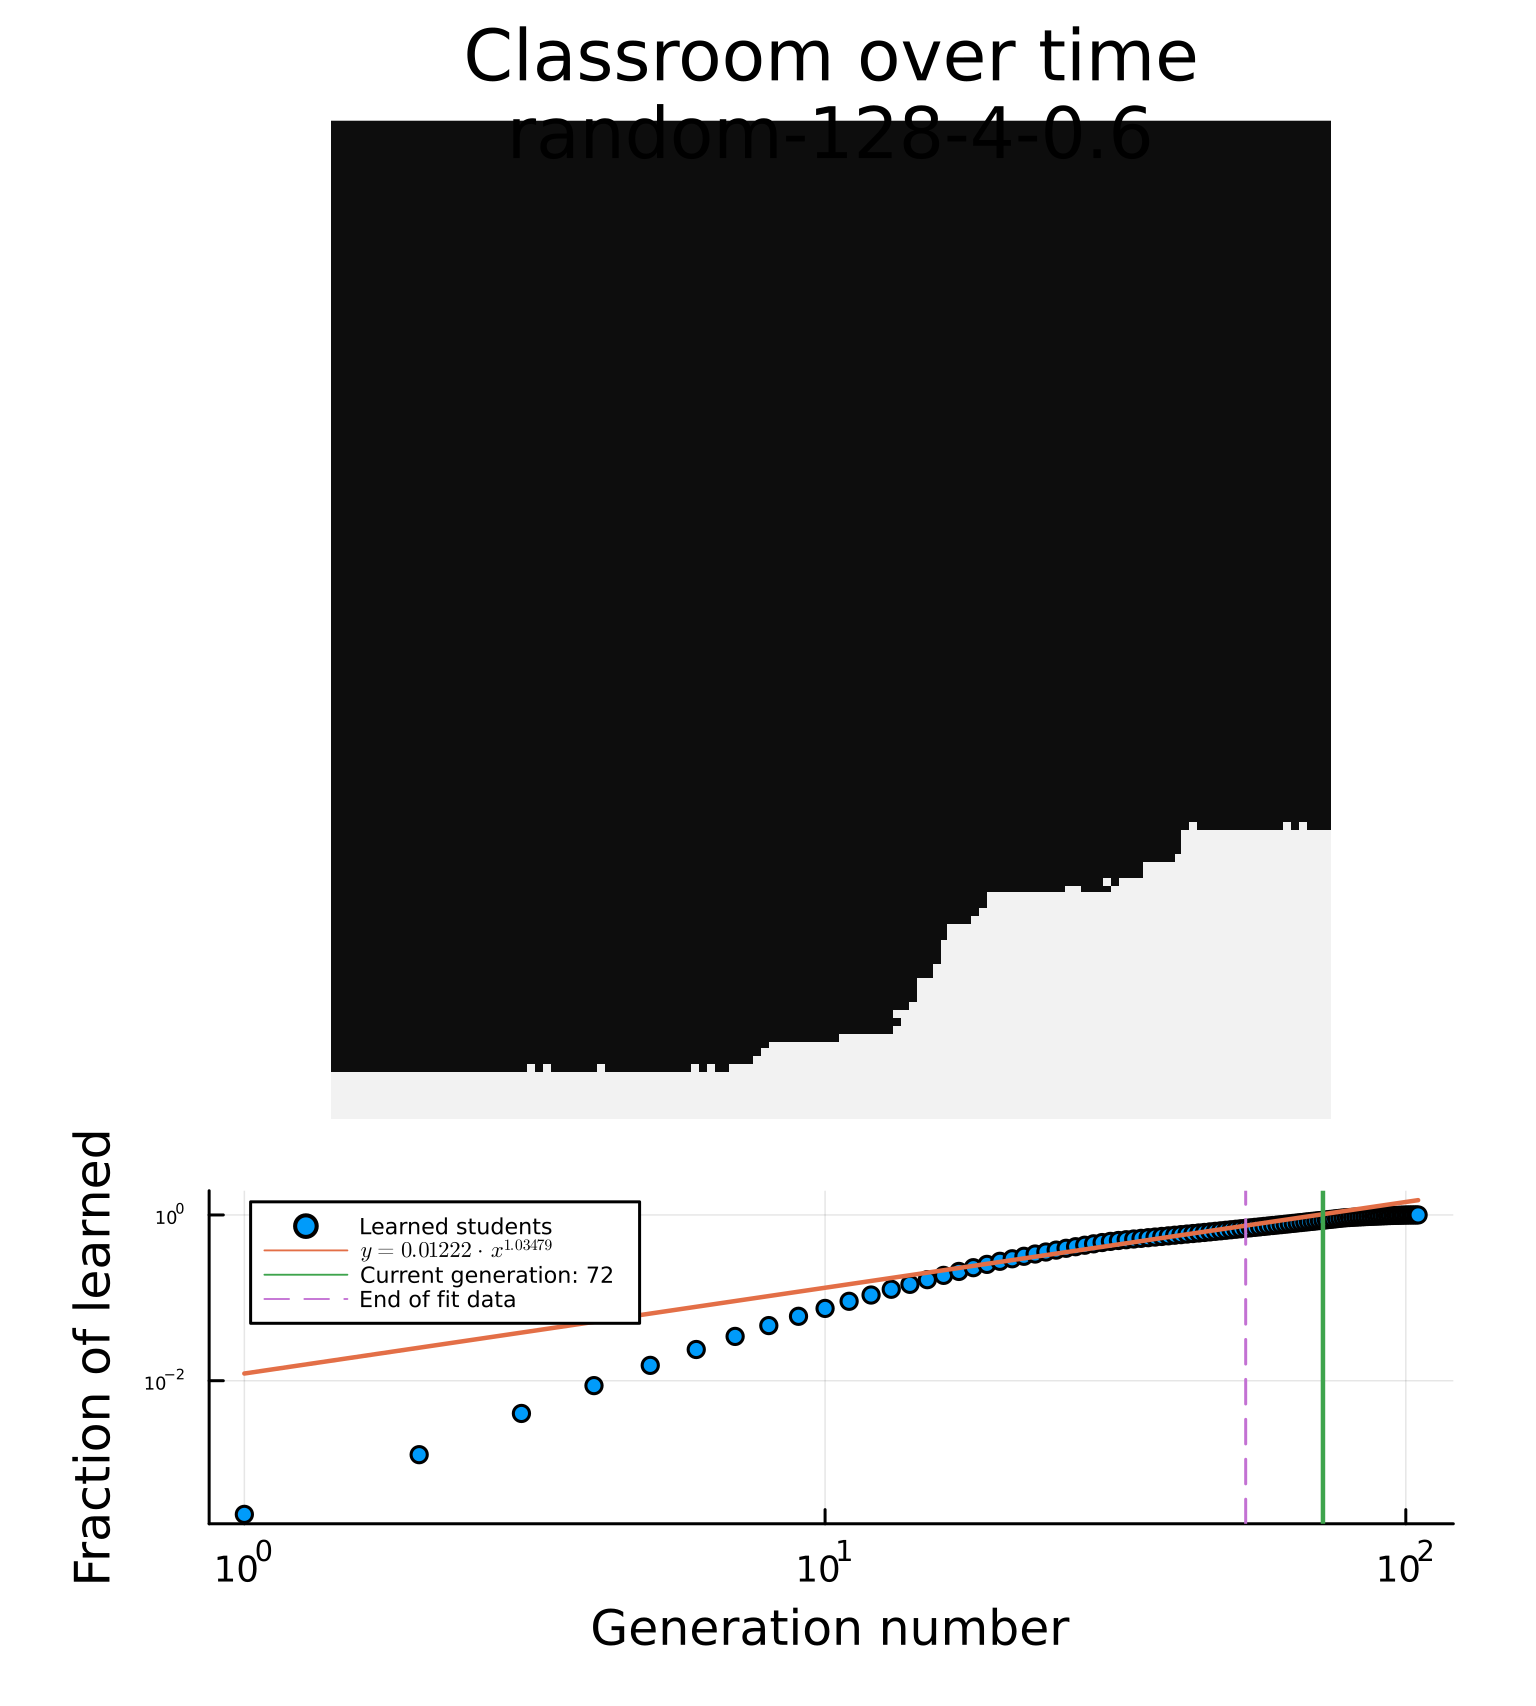 Classroom over time
random-128-4-0.6
Fraction of learned
10⁰
10⁻²
Learned students
y = 0.01222 · x^1.03479
Current generation: 72
End of fit data
10⁰ 10¹ 10²
Generation number